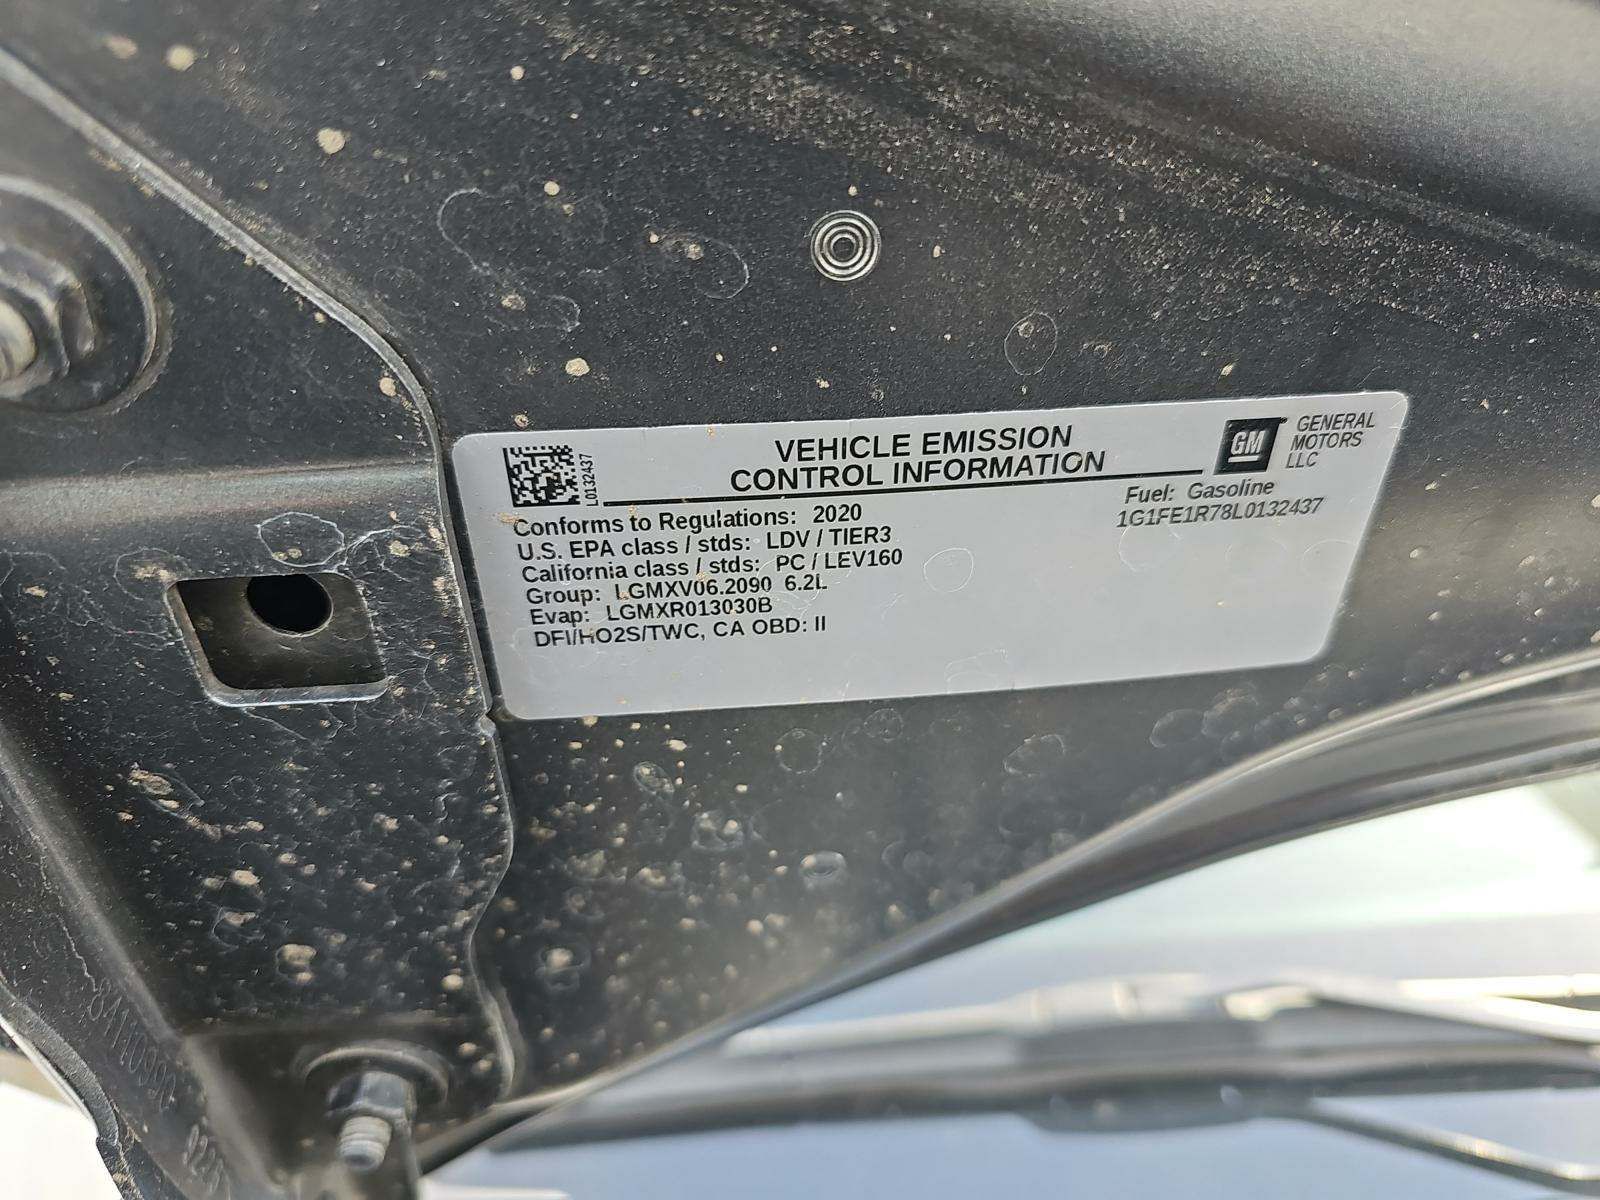 L0132437
VEHICLE EMISSION
CONTROL INFORMATION
GM
GENERAL
MOTORS
LLC
Fuel: Gasoline
1G1FE1R78L0132437
Conforms to Regulations: 2020
U.S. EPA class / stds: LDV / TIER3
California class / stds: PC / LEV160
Group: LGMXV06.2090 6.2L
Evap: LGMXR013030B
DFI/HO2S/TWC, CA OBD: II